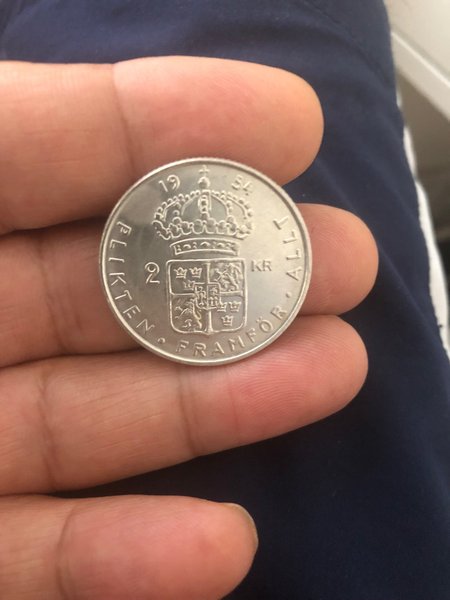 19 54
2 KR
PLIKTEN · FRAMFÖR · ALLT